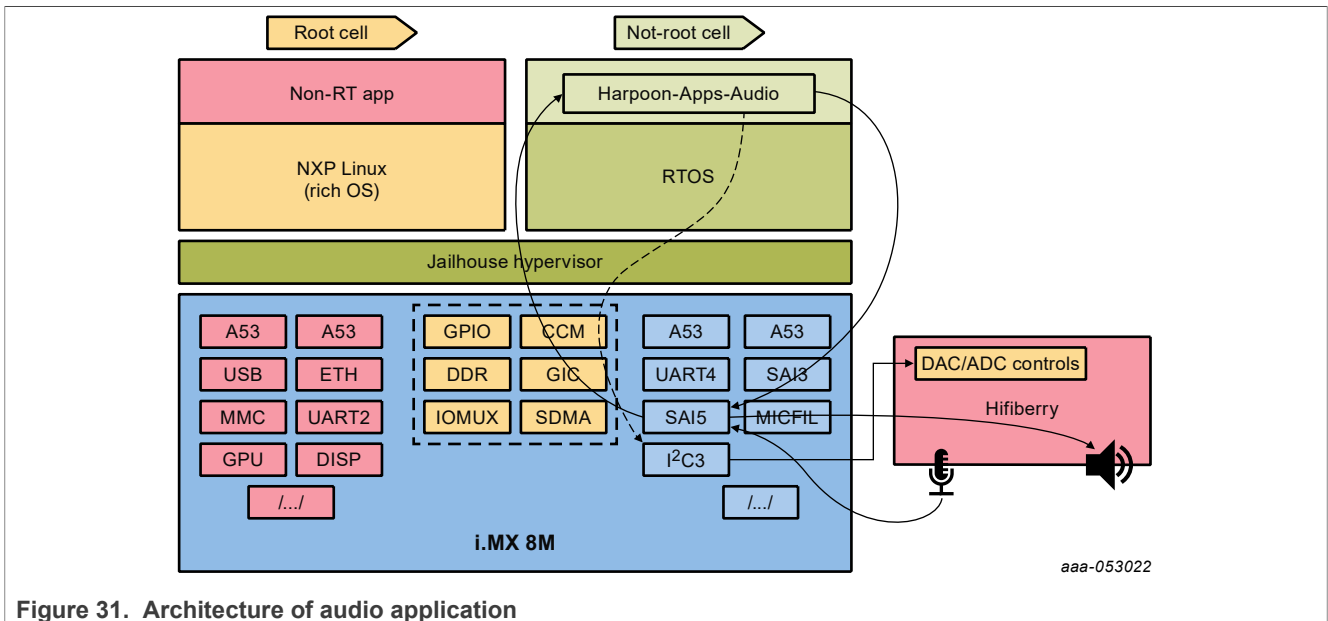 Root cell
Not-root cell
Non-RT app
Harpoon-Apps-Audio
NXP Linux
(rich OS)
RTOS
Jailhouse hypervisor
A53
A53
GPIO
CCM
A53
A53
USB
ETH
DDR
GIC
UART4
SAI3
MMC
UART2
IOMUX
SDMA
SAI5
MICFIL
GPU
DISP
I²C3
/.../
/.../
i.MX 8M
DAC/ADC controls
Hifiberry
aaa-053022
Figure 31. Architecture of audio application